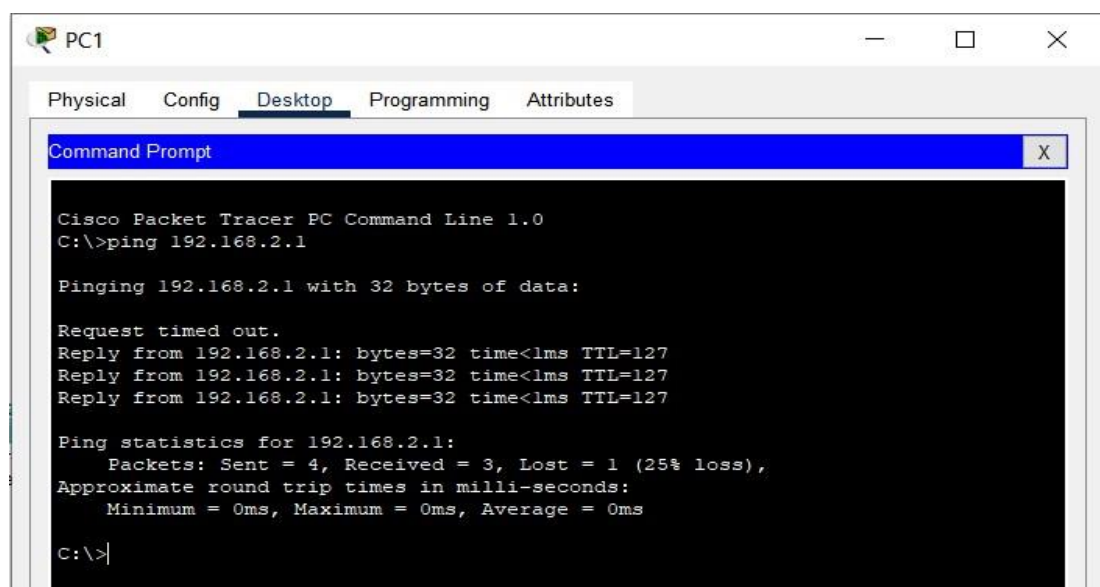 PC1
Physical Config Desktop Programming Attributes
Command Prompt
X
Cisco Packet Tracer PC Command Line 1.0
C:\>ping 192.168.2.1
Pinging 192.168.2.1 with 32 bytes of data:
Request timed out.
Reply from 192.168.2.1: bytes=32 time<1ms TTL=127
Reply from 192.168.2.1: bytes=32 time<1ms TTL=127
Reply from 192.168.2.1: bytes=32 time<1ms TTL=127
Ping statistics for 192.168.2.1:
Packets: Sent = 4, Received = 3, Lost = 1 (25% loss),
Approximate round trip times in milli-seconds:
Minimum = 0ms, Maximum = 0ms, Average = 0ms
C:\>